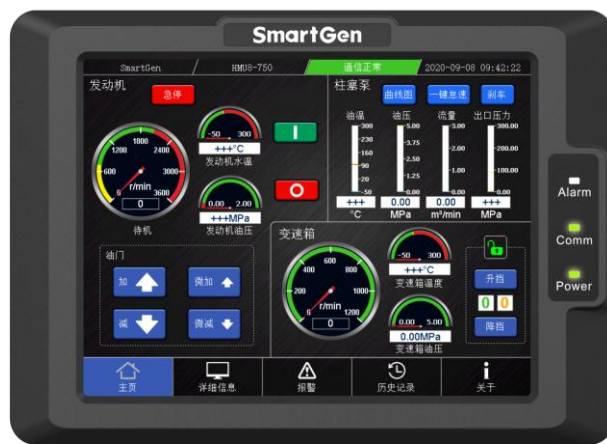 SmartGen
SmartGen
HMU8-750
通信正常
2020-09-08 09:42:22
发动机
急停
1200
1800
2400
600
3000
0
3600
r/min
0
待机
-50
300
+++°C
发动机水温
0.00
2.00
+++MPa
发动机油压
I
O
柱塞泵
曲线图
一键怠速
刹车
油温
油压
流量
出口压力
300
230
160
90
20
-50
+++
°C
5.00
3.75
2.50
1.25
0.00
0.00
MPa
3.00
2.00
1.00
0.00
0.00
m³/min
300.00
200.00
100.00
0.00
+++
MPa
油门
加
微加
减
微减
变速箱
400
600
800
200
1000
0
1200
r/min
0
-50
300
+++°C
变速箱温度
0.00
5.00
0.00MPa
变速箱油压
升挡
0 0
降挡
主页
详细信息
报警
历史记录
关于
Alarm
Comm
Power